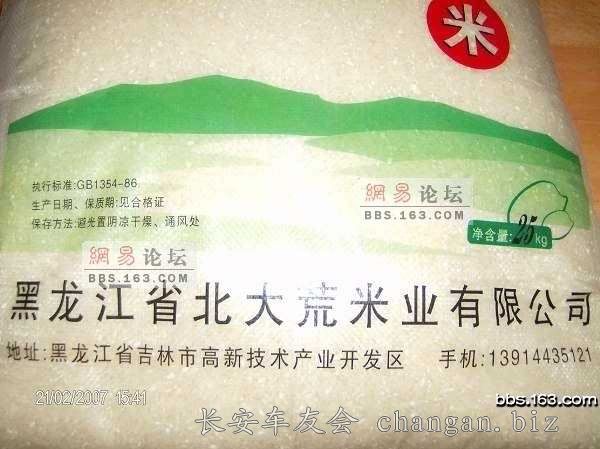 米
执行标准:GB1354-86
生产日期、保质期:见合格证
保存方法:避光置阴凉干燥、通风处
網易 论坛
BBS.163.COM
净含量:25kg
網易 论坛
BBS.163.COM
黑龙江省北大荒米业有限公司
地址:黑龙江省吉林市高新技术产业开发区 手机:13914435121
21/02/2007 15:41
bbs.163.com
长安车友会 changan.biz